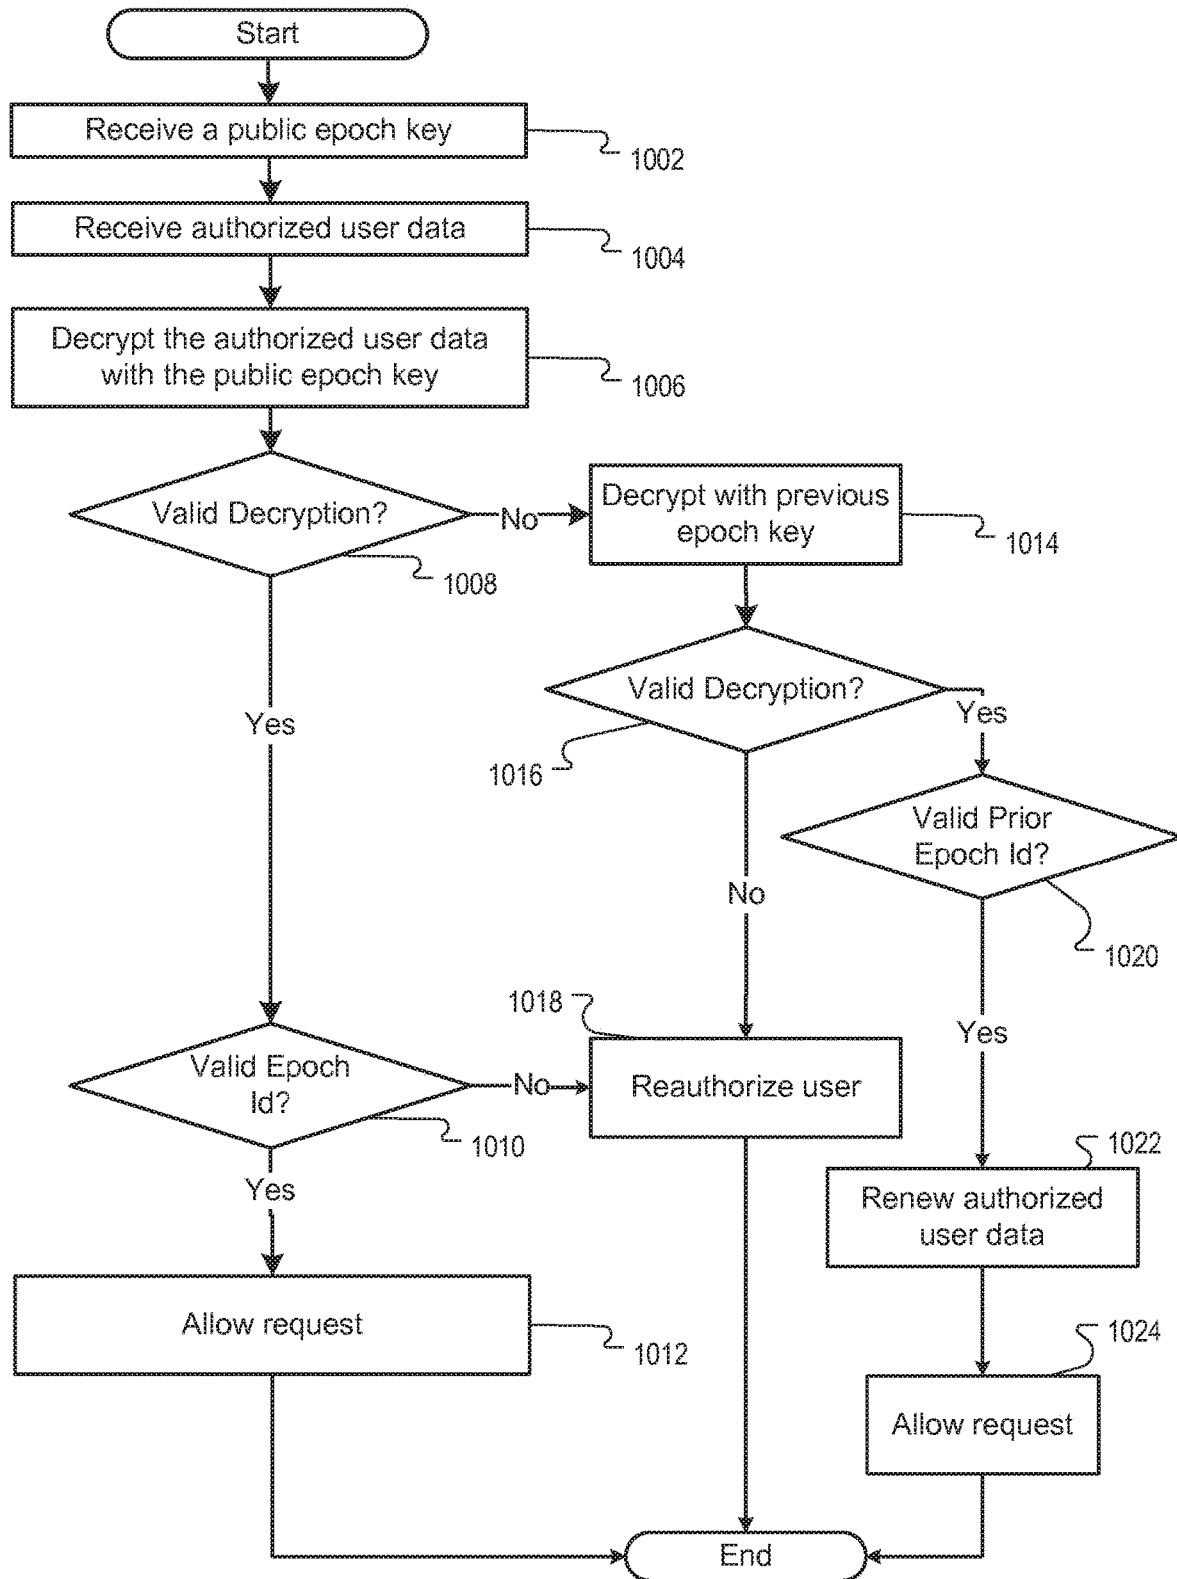 Start
Receive a public epoch key
1002
Receive authorized user data
1004
Decrypt the authorized user data
with the public epoch key
1006
Valid Decryption?
1008
No
Decrypt with previous
epoch key
1014
Yes
Valid Decryption?
1016
Yes
No
Valid Prior
Epoch Id?
1020
Yes
Valid Epoch
Id?
1010
No
1018
Reauthorize user
Yes
1022
Renew authorized
user data
Allow request
1012
1024
Allow request
End